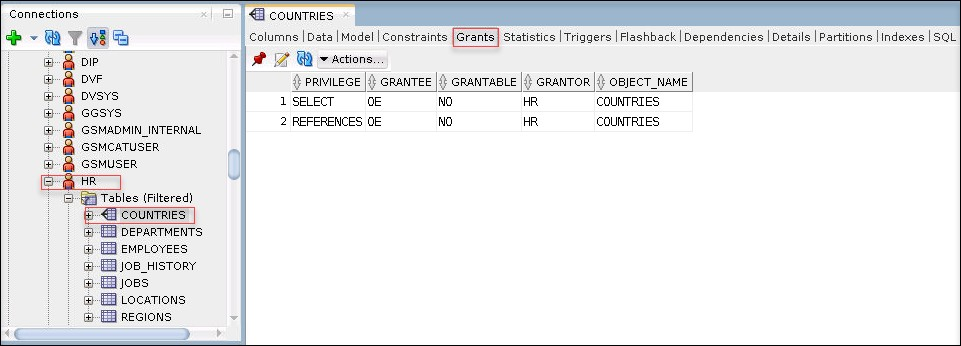 Connections
DIP
DVF
DVSYS
GGSYS
GSMADMIN_INTERNAL
GSMCATUSER
GSMUSER
HR
Tables (Filtered)
COUNTRIES
DEPARTMENTS
EMPLOYEES
JOB_HISTORY
JOBS
LOCATIONS
REGIONS
COUNTRIES
Columns | Data | Model | Constraints | Grants | Statistics | Triggers | Flashback | Dependencies | Details | Partitions | Indexes | SQL
Actions...
PRIVILEGE GRANTEE GRANTABLE GRANTOR OBJECT_NAME
1 SELECT OE NO HR COUNTRIES
2 REFERENCES OE NO HR COUNTRIES